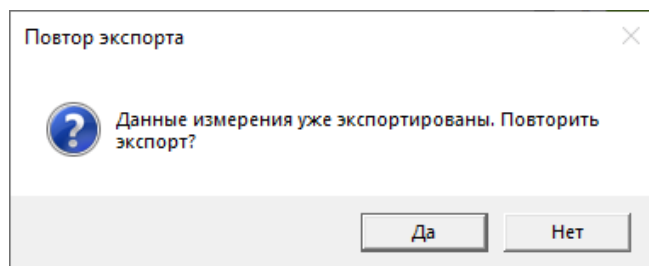 Повтор экспорта
Данные измерения уже экспортированы. Повторить
экспорт?
Да
Нет